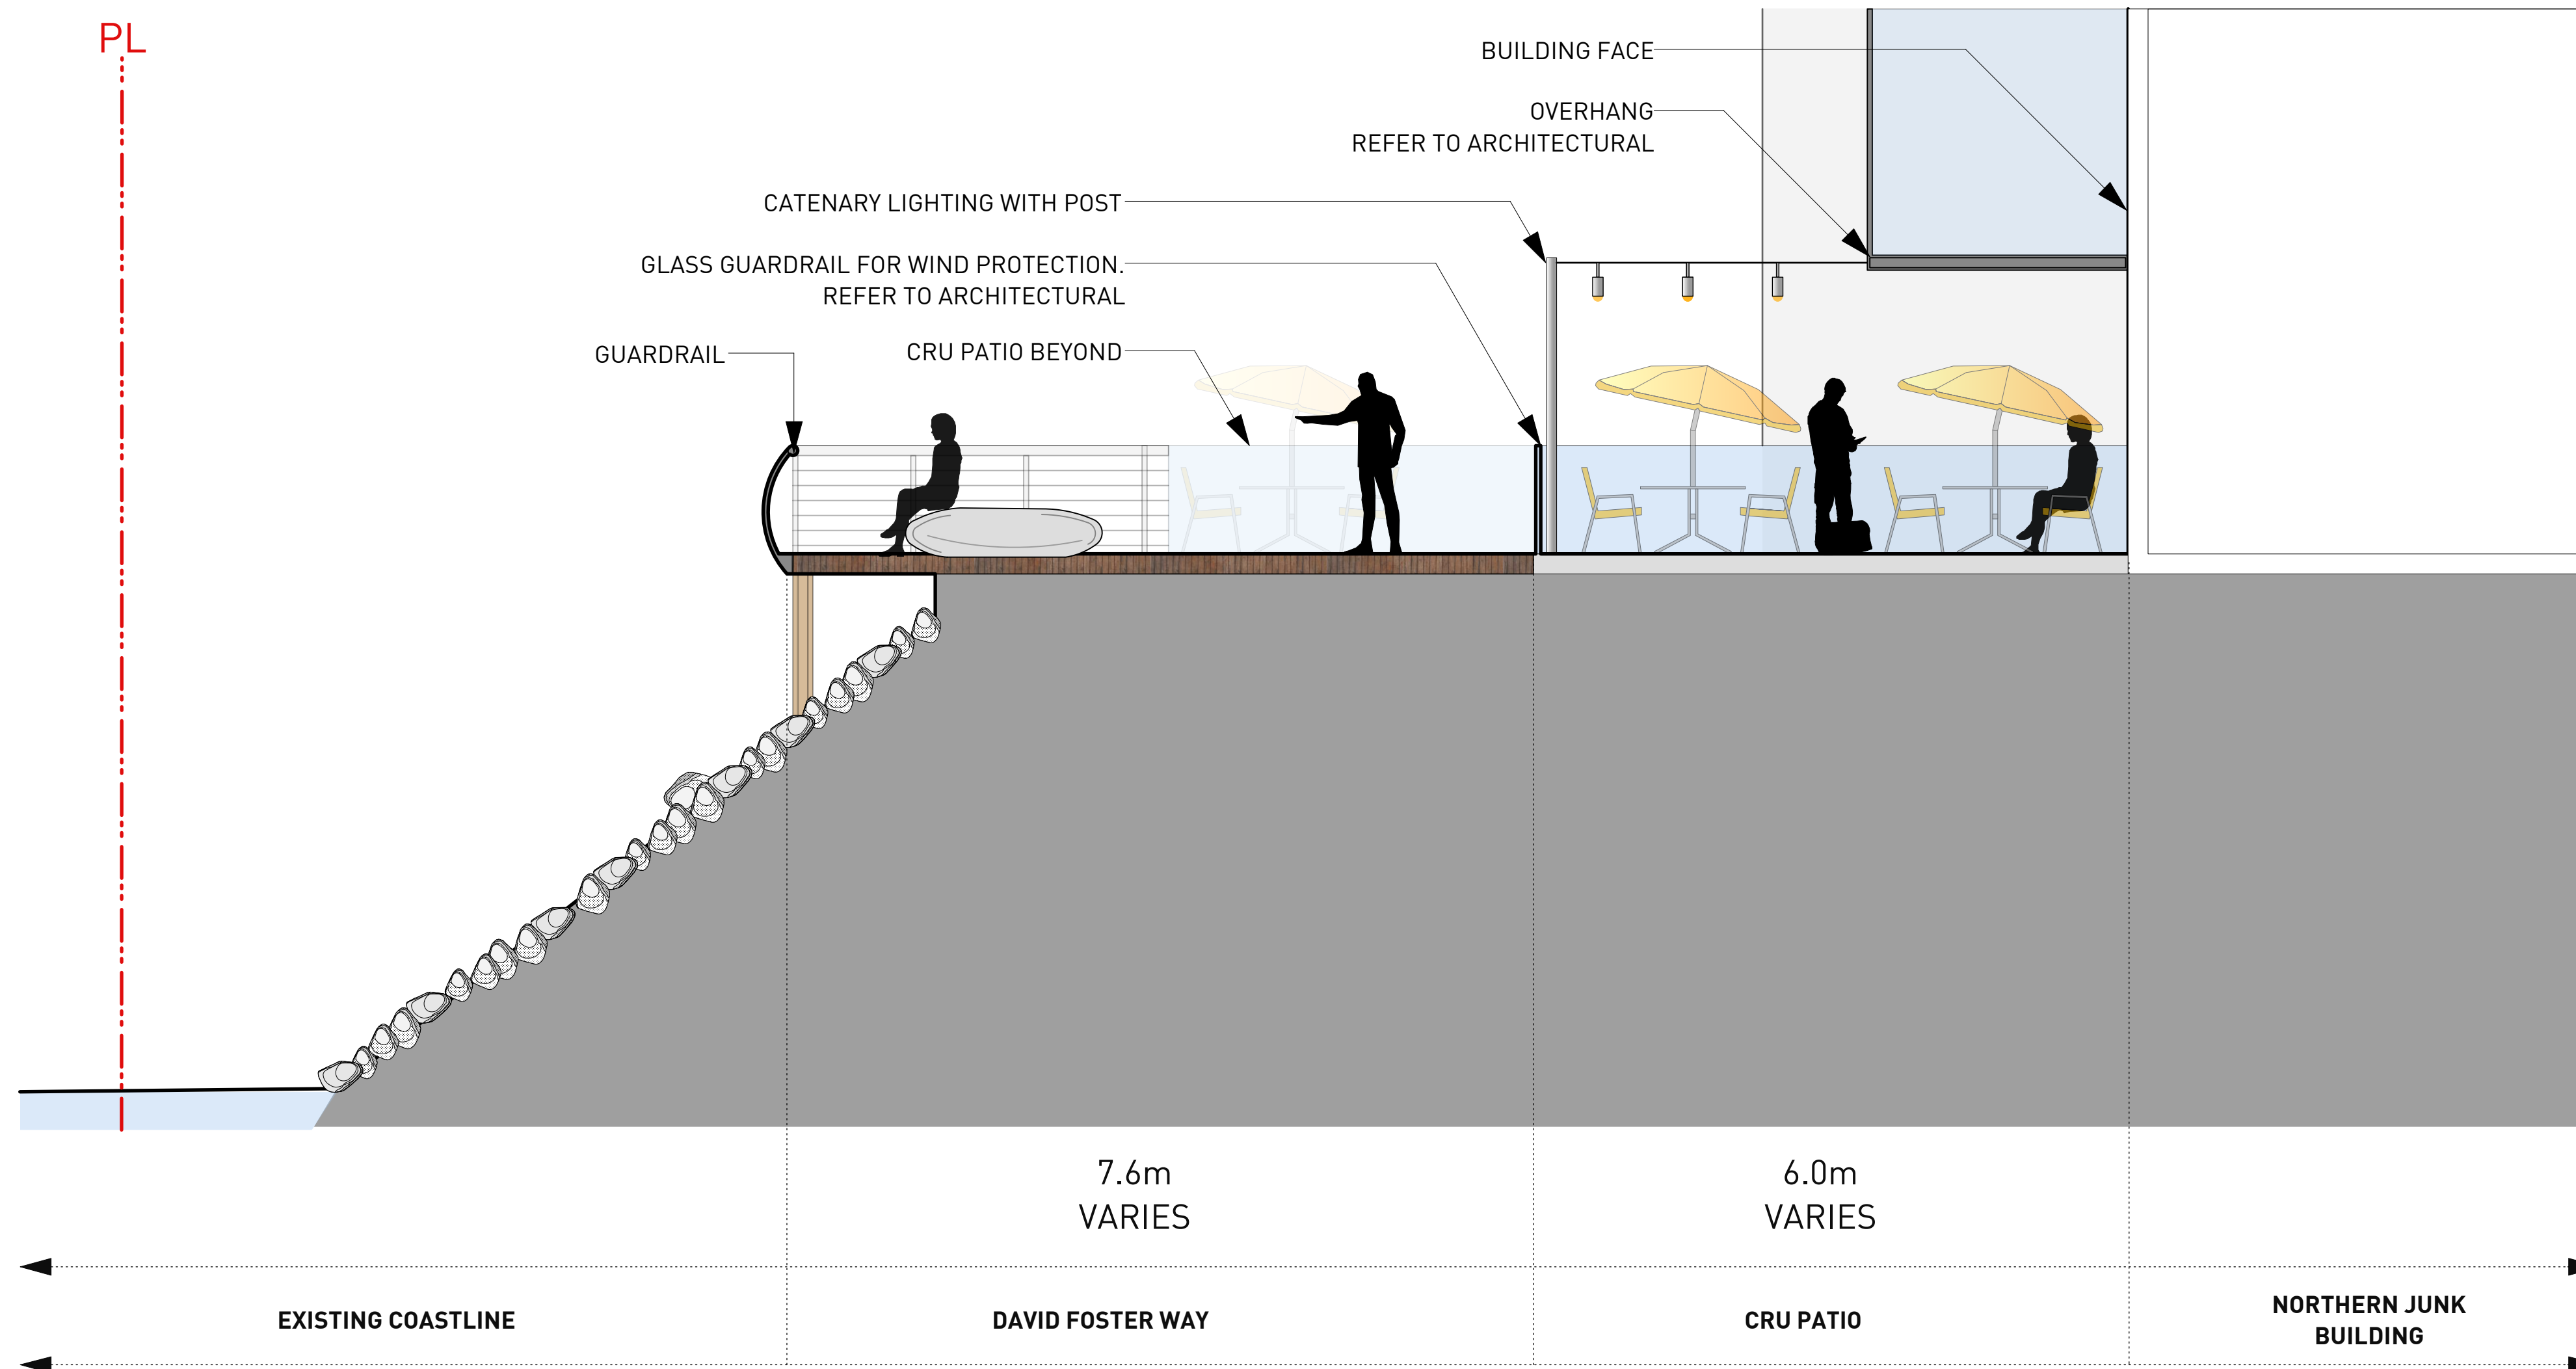 PL
BUILDING FACE
OVERHANG
REFER TO ARCHITECTURAL
CATENARY LIGHTING WITH POST
GLASS GUARDRAIL FOR WIND PROTECTION.
REFER TO ARCHITECTURAL
GUARDRAIL
CRU PATIO BEYOND
7.6m
VARIES
6.0m
VARIES
EXISTING COASTLINE
DAVID FOSTER WAY
CRU PATIO
NORTHERN JUNK
BUILDING